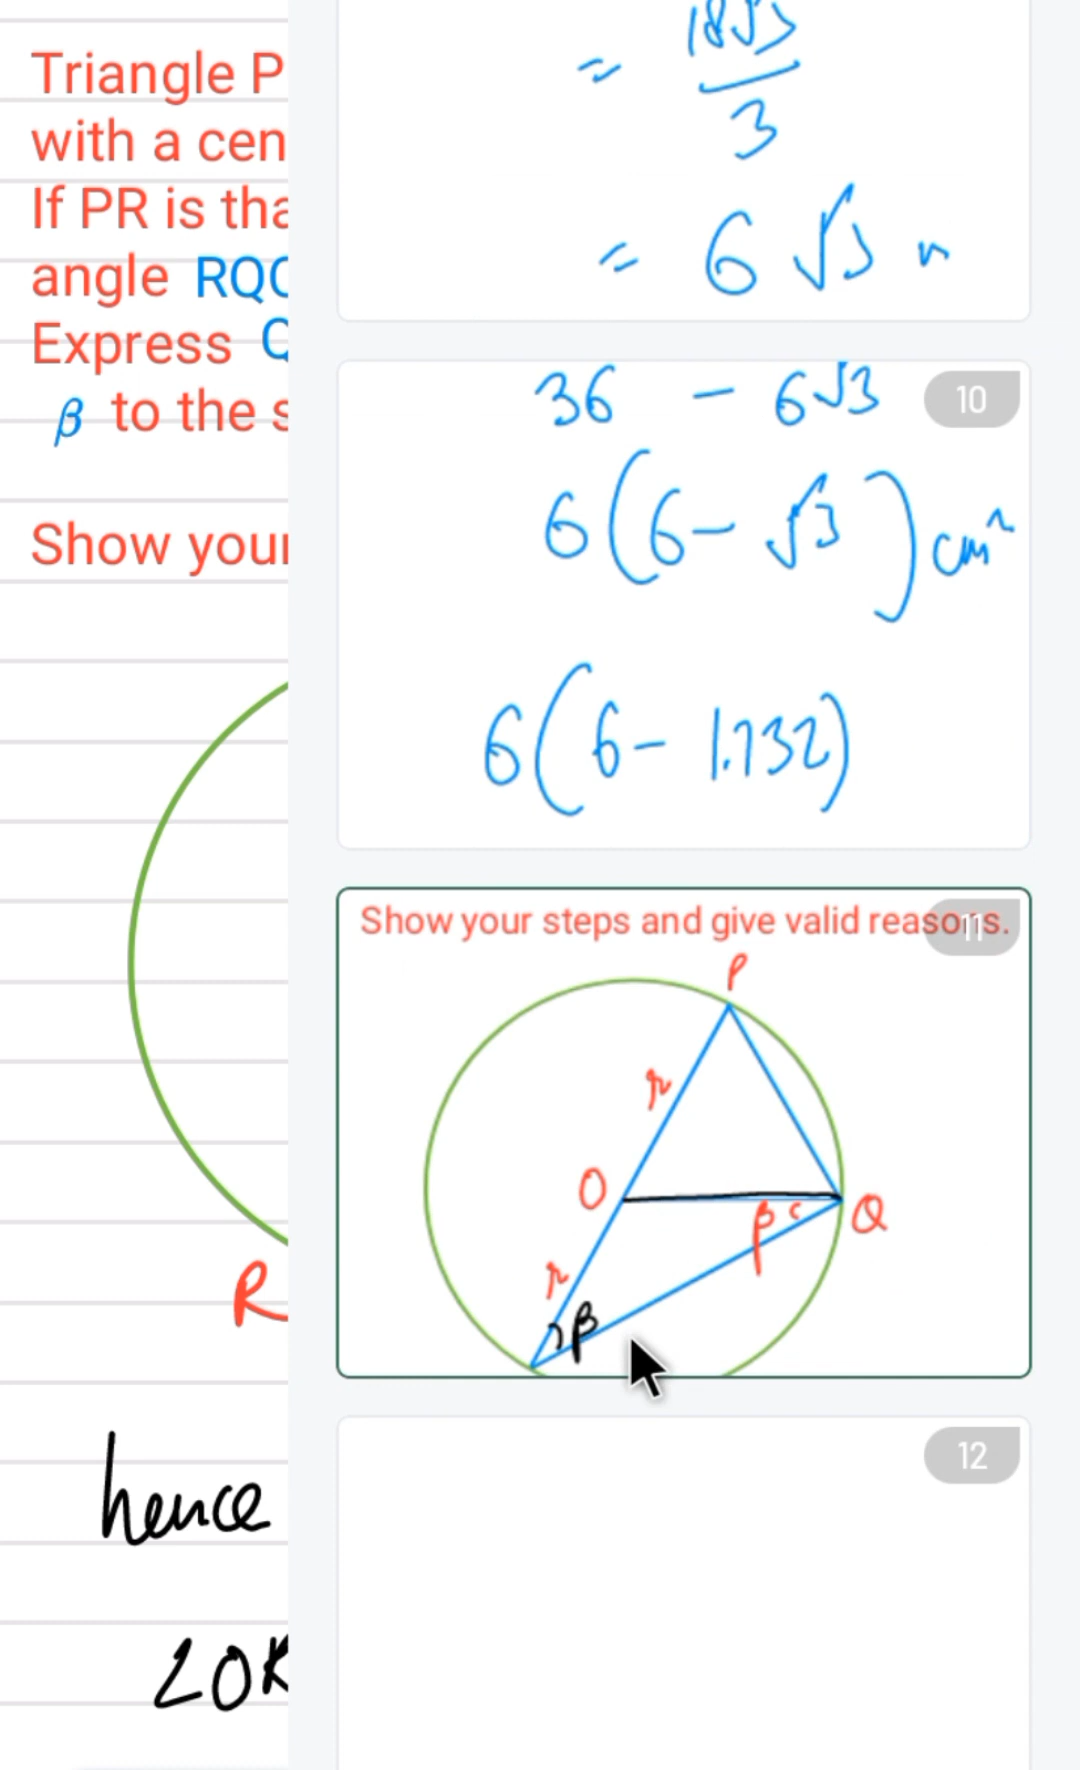 Triangle P
with a cen
If PR is tha
angle RQO
Express Q
β to the s
Show your
R
hence
∠OR
= 18√3
3
= 6√3
10
36 - 6√3
6(6-√3) cm²
6(6-1.732)
11
Show your steps and give valid reasons.
P
r
O
β
Q
r
β
12